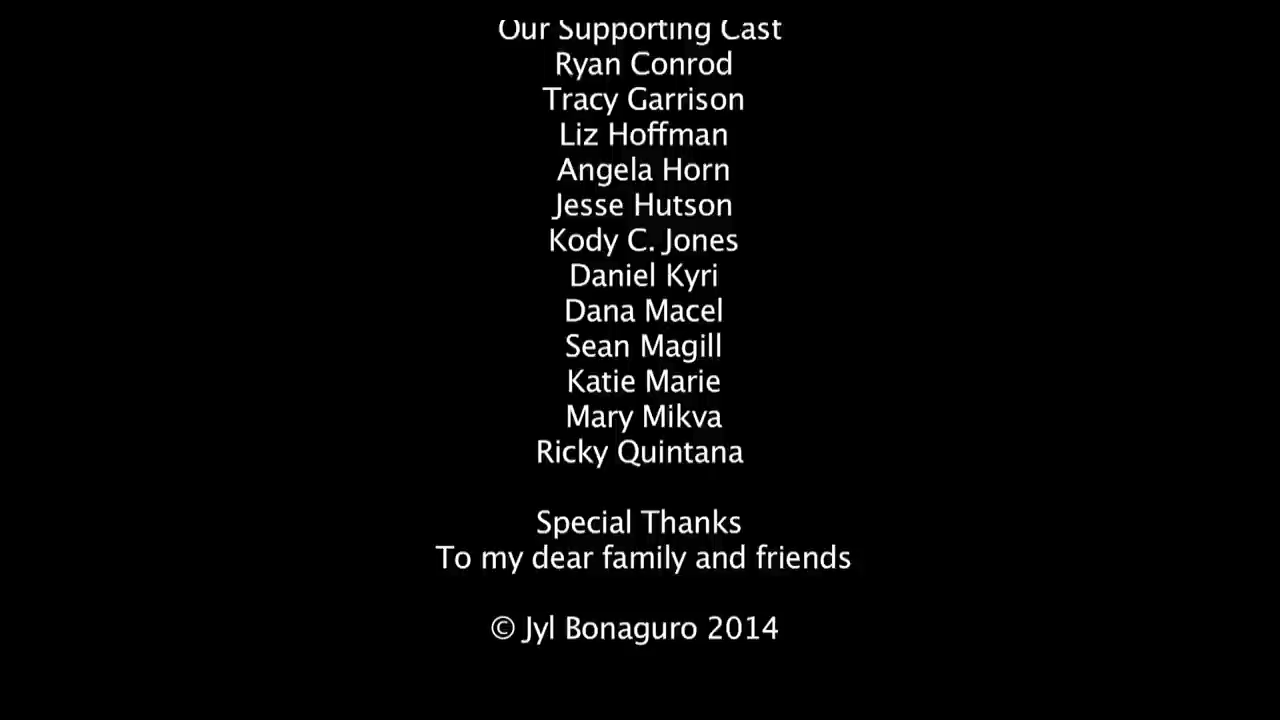 Our Supporting Cast
Ryan Conrod
Tracy Garrison
Liz Hoffman
Angela Horn
Jesse Hutson
Kody C. Jones
Daniel Kyri
Dana Macel
Sean Magill
Katie Marie
Mary Mikva
Ricky Quintana
Special Thanks
To my dear family and friends
© Jyl Bonaguro 2014